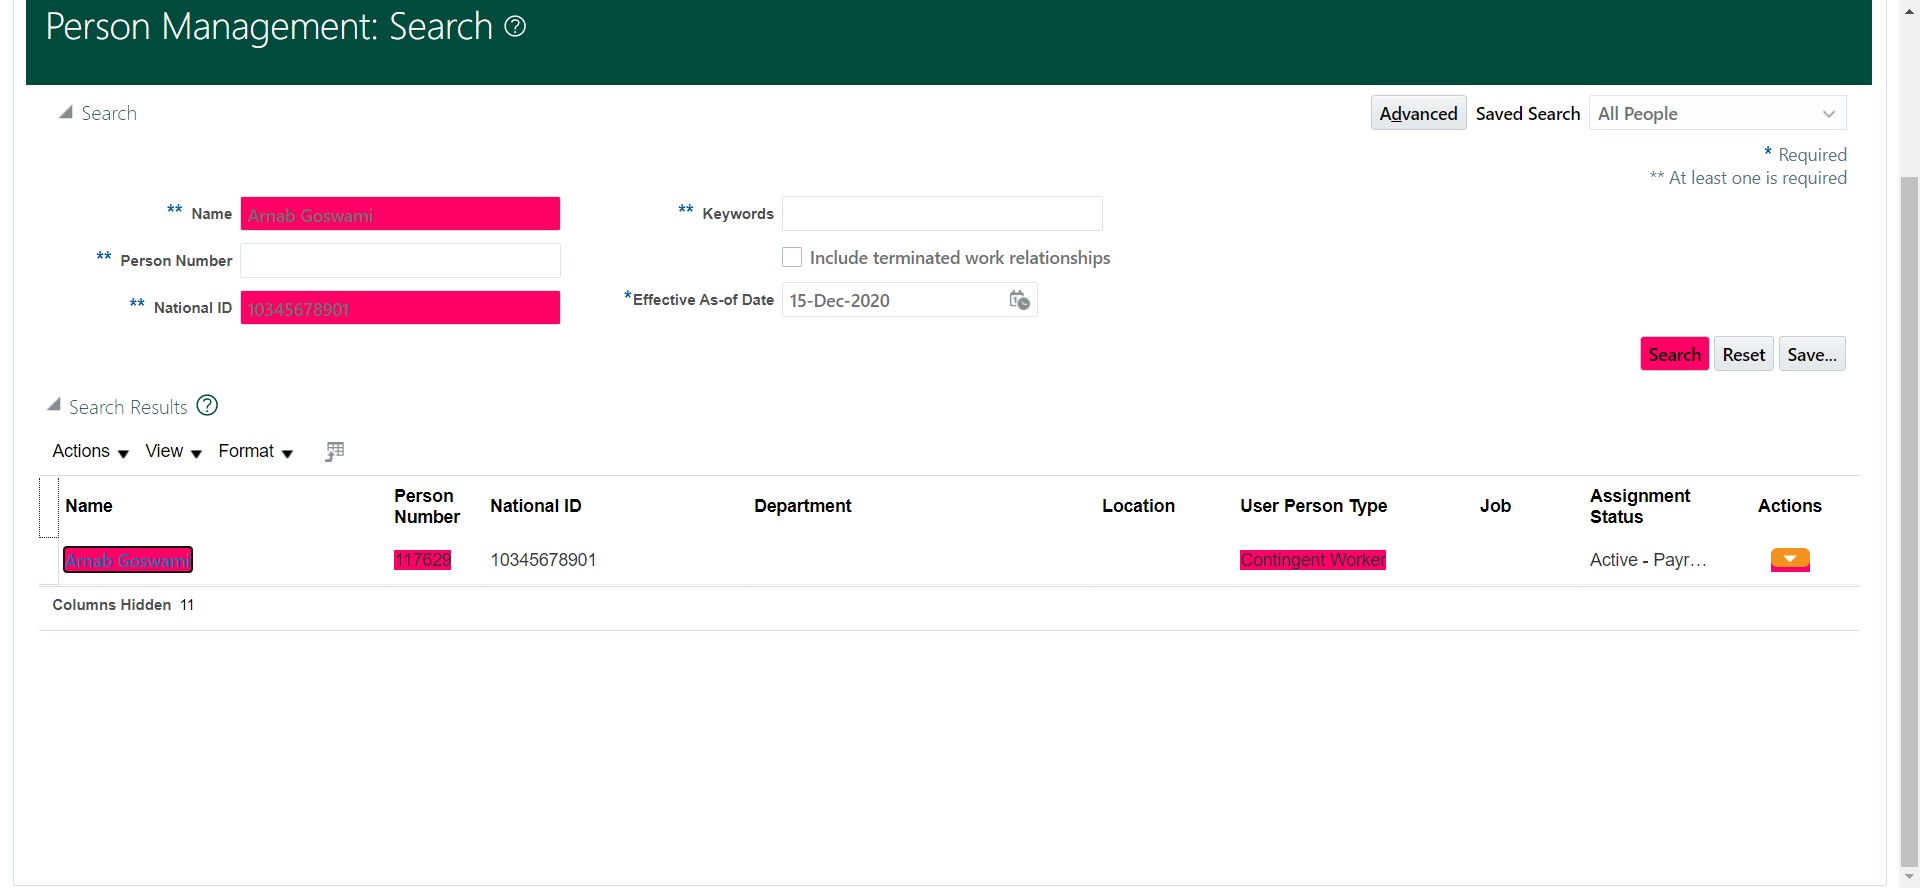 Person Management: Search ?
Search
Advanced Saved Search All People
* Required
** At least one is required
** Name Arnab Goswami
** Keywords
** Person Number
Include terminated work relationships
** National ID 10345678901
*Effective As-of Date 15-Dec-2020
Search Reset Save...
Search Results ?
Actions View Format
Name Person Number National ID Department Location User Person Type Job Assignment Status Actions
Arnab Goswami 117629 10345678901 Contingent Worker Active - Payr...
Columns Hidden 11